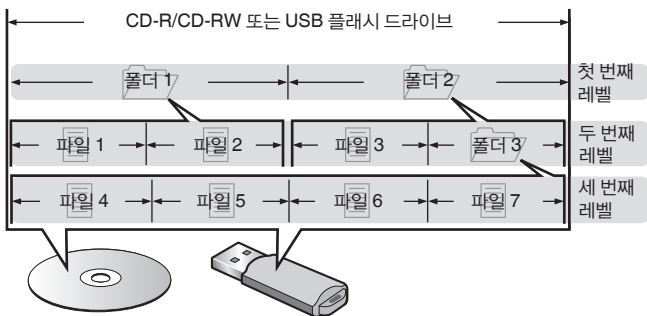 CD-R/CD-RW 또는 USB 플래시 드라이브
폴더 1 폴더 2 첫 번째
레벨
파일 1 파일 2 파일 3 폴더 3 두 번째
레벨
파일 4 파일 5 파일 6 파일 7 세 번째
레벨